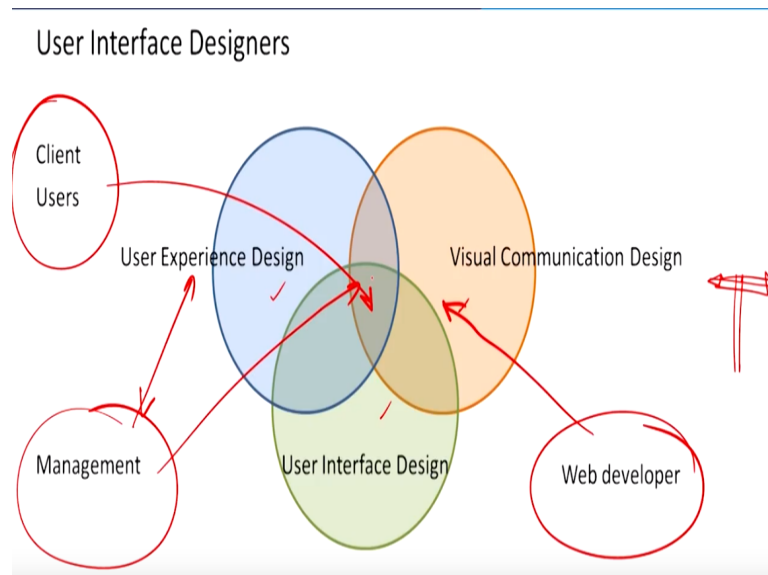 User Interface Designers
Client
Users
User Experience Design
Visual Communication Design
Management
User Interface Design
Web developer